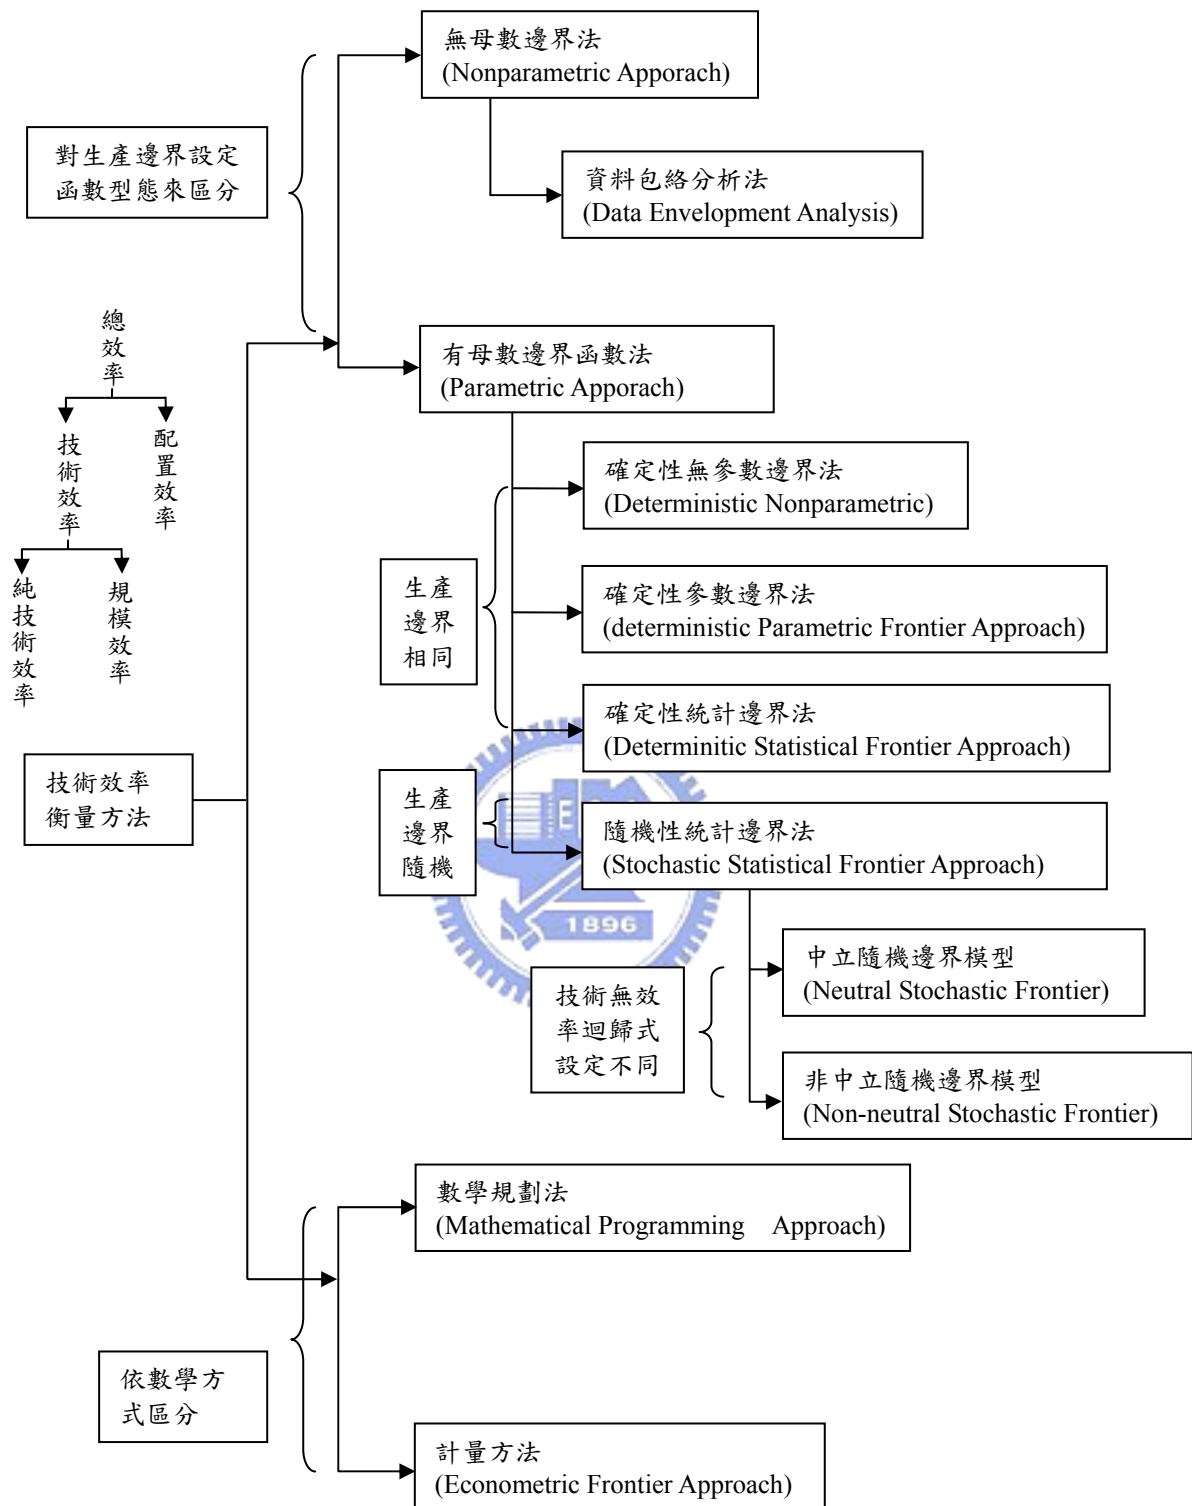 無母數邊界法
(Nonparametric Apporach)
對生產邊界設定
函數型態來區分
資料包絡分析法
(Data Envelopment Analysis)
總效率
技術效率
配置效率
純技術效率
規模效率
有母數邊界函數法
(Parametric Apporach)
確定性無參數邊界法
(Deterministic Nonparametric)
生產
邊界
相同
確定性參數邊界法
(deterministic Parametric Frontier Approach)
確定性統計邊界法
(Determinitic Statistical Frontier Approach)
技術效率
衡量方法
生產
邊界
隨機
隨機性統計邊界法
(Stochastic Statistical Frontier Approach)
1896
中立隨機邊界模型
(Neutral Stochastic Frontier)
技術無效
率迴歸式
設定不同
非中立隨機邊界模型
(Non-neutral Stochastic Frontier)
數學規劃法
(Mathematical Programming Approach)
依數學方
式區分
計量方法
(Econometric Frontier Approach)